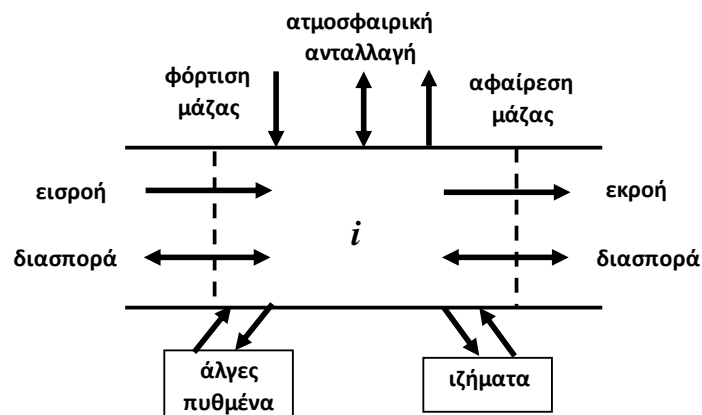 ατμοσφαιρική
ανταλλαγή
φόρτιση
μάζας
αφαίρεση
μάζας
εισροή
εκροή
i
διασπορά
διασπορά
άλγες
πυθμένα
ιζήματα